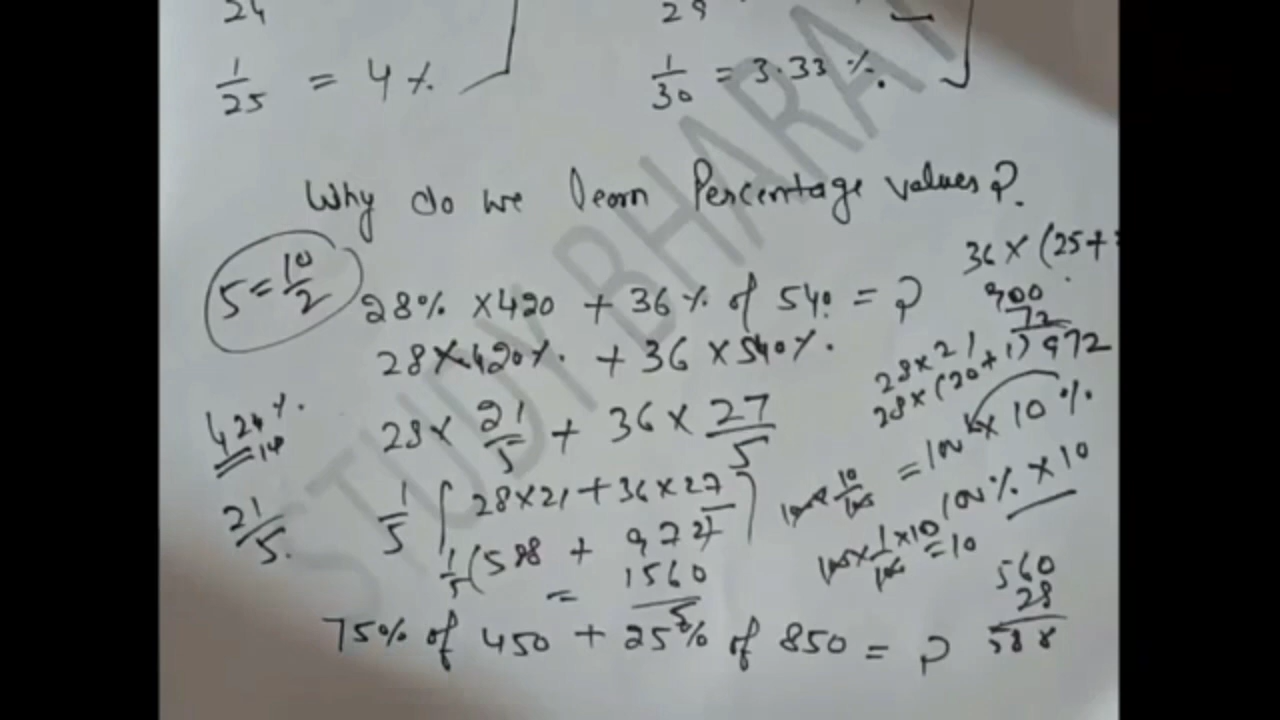 24
29
1/25 = 4%
1/30 = 3.33%.
Why do we learn Percentage values?
5 = 10/2
36 × (25 +
28% × 420 + 36% of 540 = ?
900
72
972
28 × 420% + 36 × 540%.
28 × 21
28 × (20 + 1)
28 × 21/5 + 36 × 27/5
21/5.
1/5 [28 × 21 + 36 × 27]
= 100 × 10%
100% × 10
1/5 (588 + 972)
100 × 1/100 × 10 = 10
= 1560/5
560
28
588
75% of 450 + 25% of 850 = ?
STUDY BHARAT